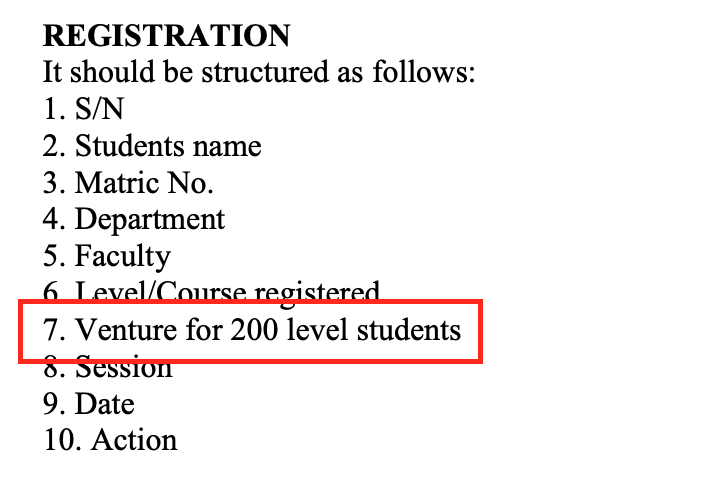 REGISTRATION
It should be structured as follows:
1. S/N
2. Students name
3. Matric No.
4. Department
5. Faculty
6. Level/Course registered
7. Venture for 200 level students
8. Session
9. Date
10. Action